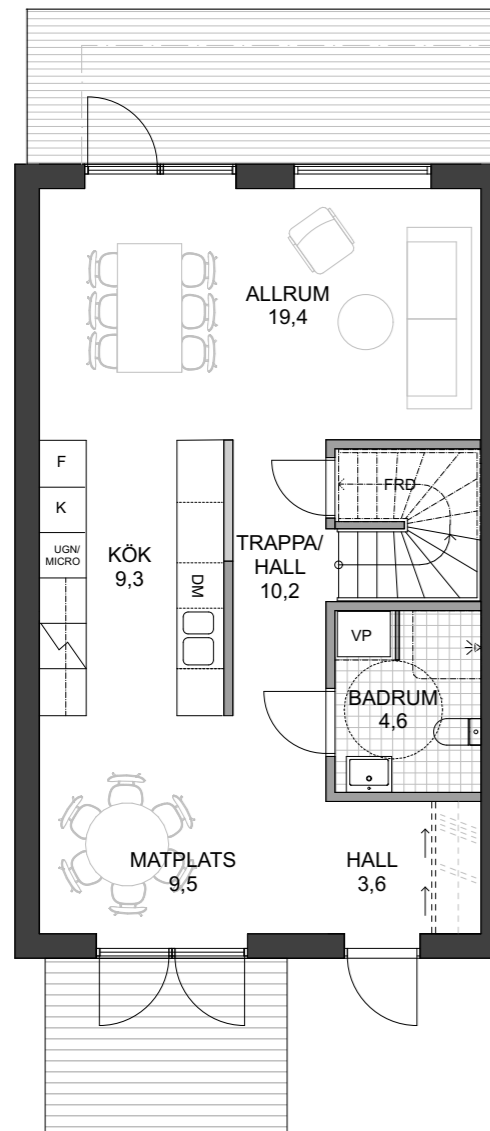 ALLRUM
19,4
F
K
UGN/
MICRO
KÖK
9,3
DM
TRAPPA/
HALL
10,2
FRD
VP
BADRUM
4,6
MATPLATS
9,5
HALL
3,6